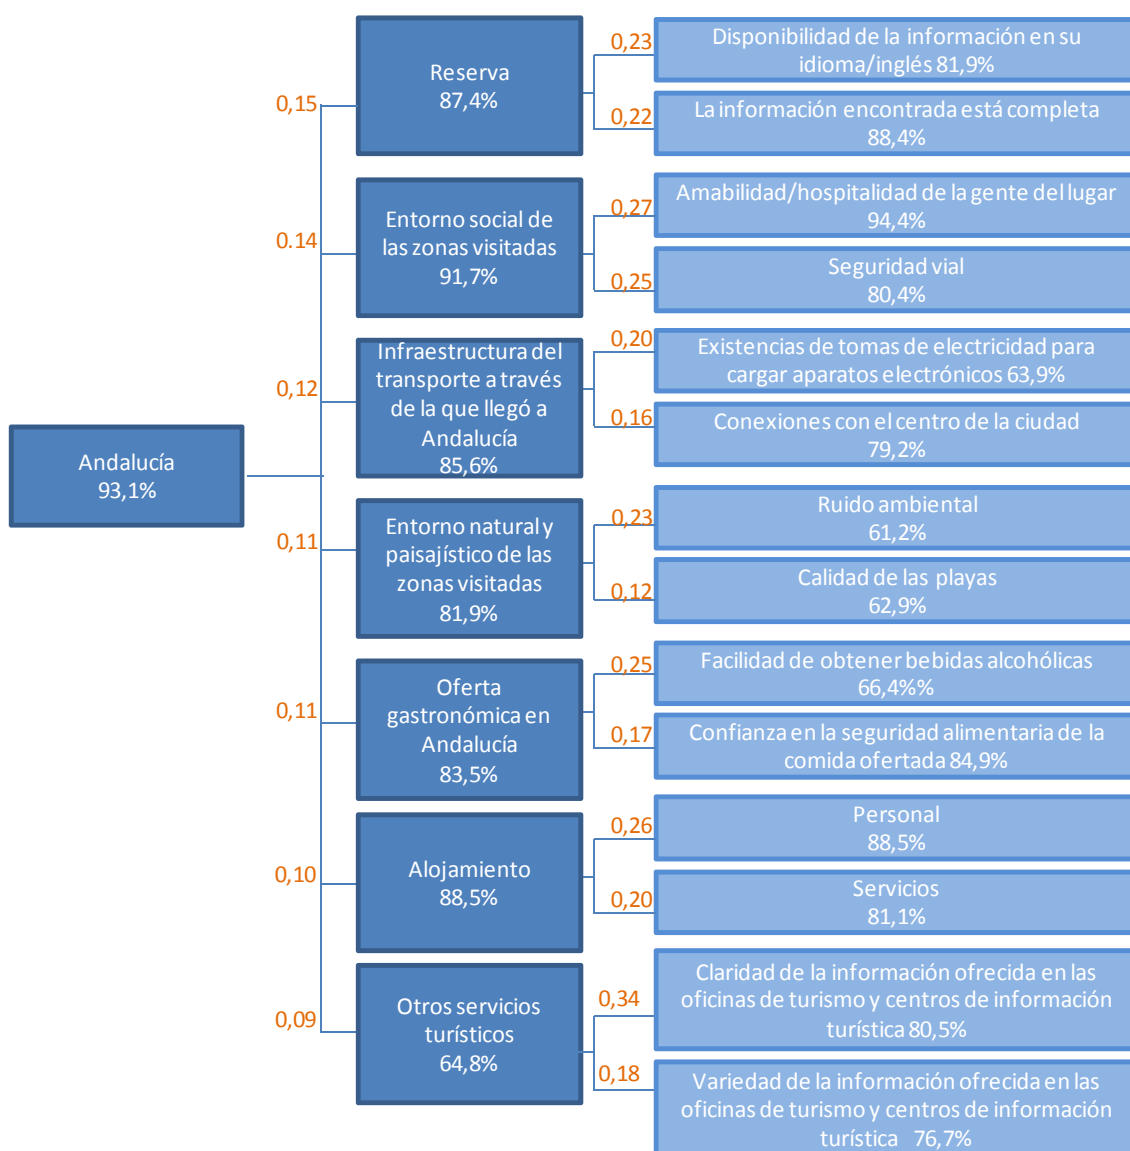 Andalucía
93,1%
0,15
Reserva
87,4%
0,23
Disponibilidad de la información en su
idioma/inglés 81,9%
0,22
La información encontrada está completa
88,4%
0.14
Entorno social de
las zonas visitadas
91,7%
0,27
Amabilidad/hospitalidad de la gente del lugar
94,4%
0,25
Seguridad vial
80,4%
0,12
Infraestructura del
transporte a través
de la que llegó a
Andalucía
85,6%
0,20
Existencias de tomas de electricidad para
cargar aparatos electrónicos 63,9%
0,16
Conexiones con el centro de la ciudad
79,2%
0,11
Entorno natural y
paisajístico de las
zonas visitadas
81,9%
0,23
Ruido ambiental
61,2%
0,12
Calidad de las playas
62,9%
0,11
Oferta
gastronómica en
Andalucía
83,5%
0,25
Facilidad de obtener bebidas alcohólicas
66,4%%
0,17
Confianza en la seguridad alimentaria de la
comida ofertada 84,9%
0,10
Alojamiento
88,5%
0,26
Personal
88,5%
0,20
Servicios
81,1%
0,09
Otros servicios
turísticos
64,8%
0,34
Claridad de la información ofrecida en las
oficinas de turismo y centros de información
turística 80,5%
0,18
Variedad de la información ofrecida en las
oficinas de turismo y centros de información
turística 76,7%